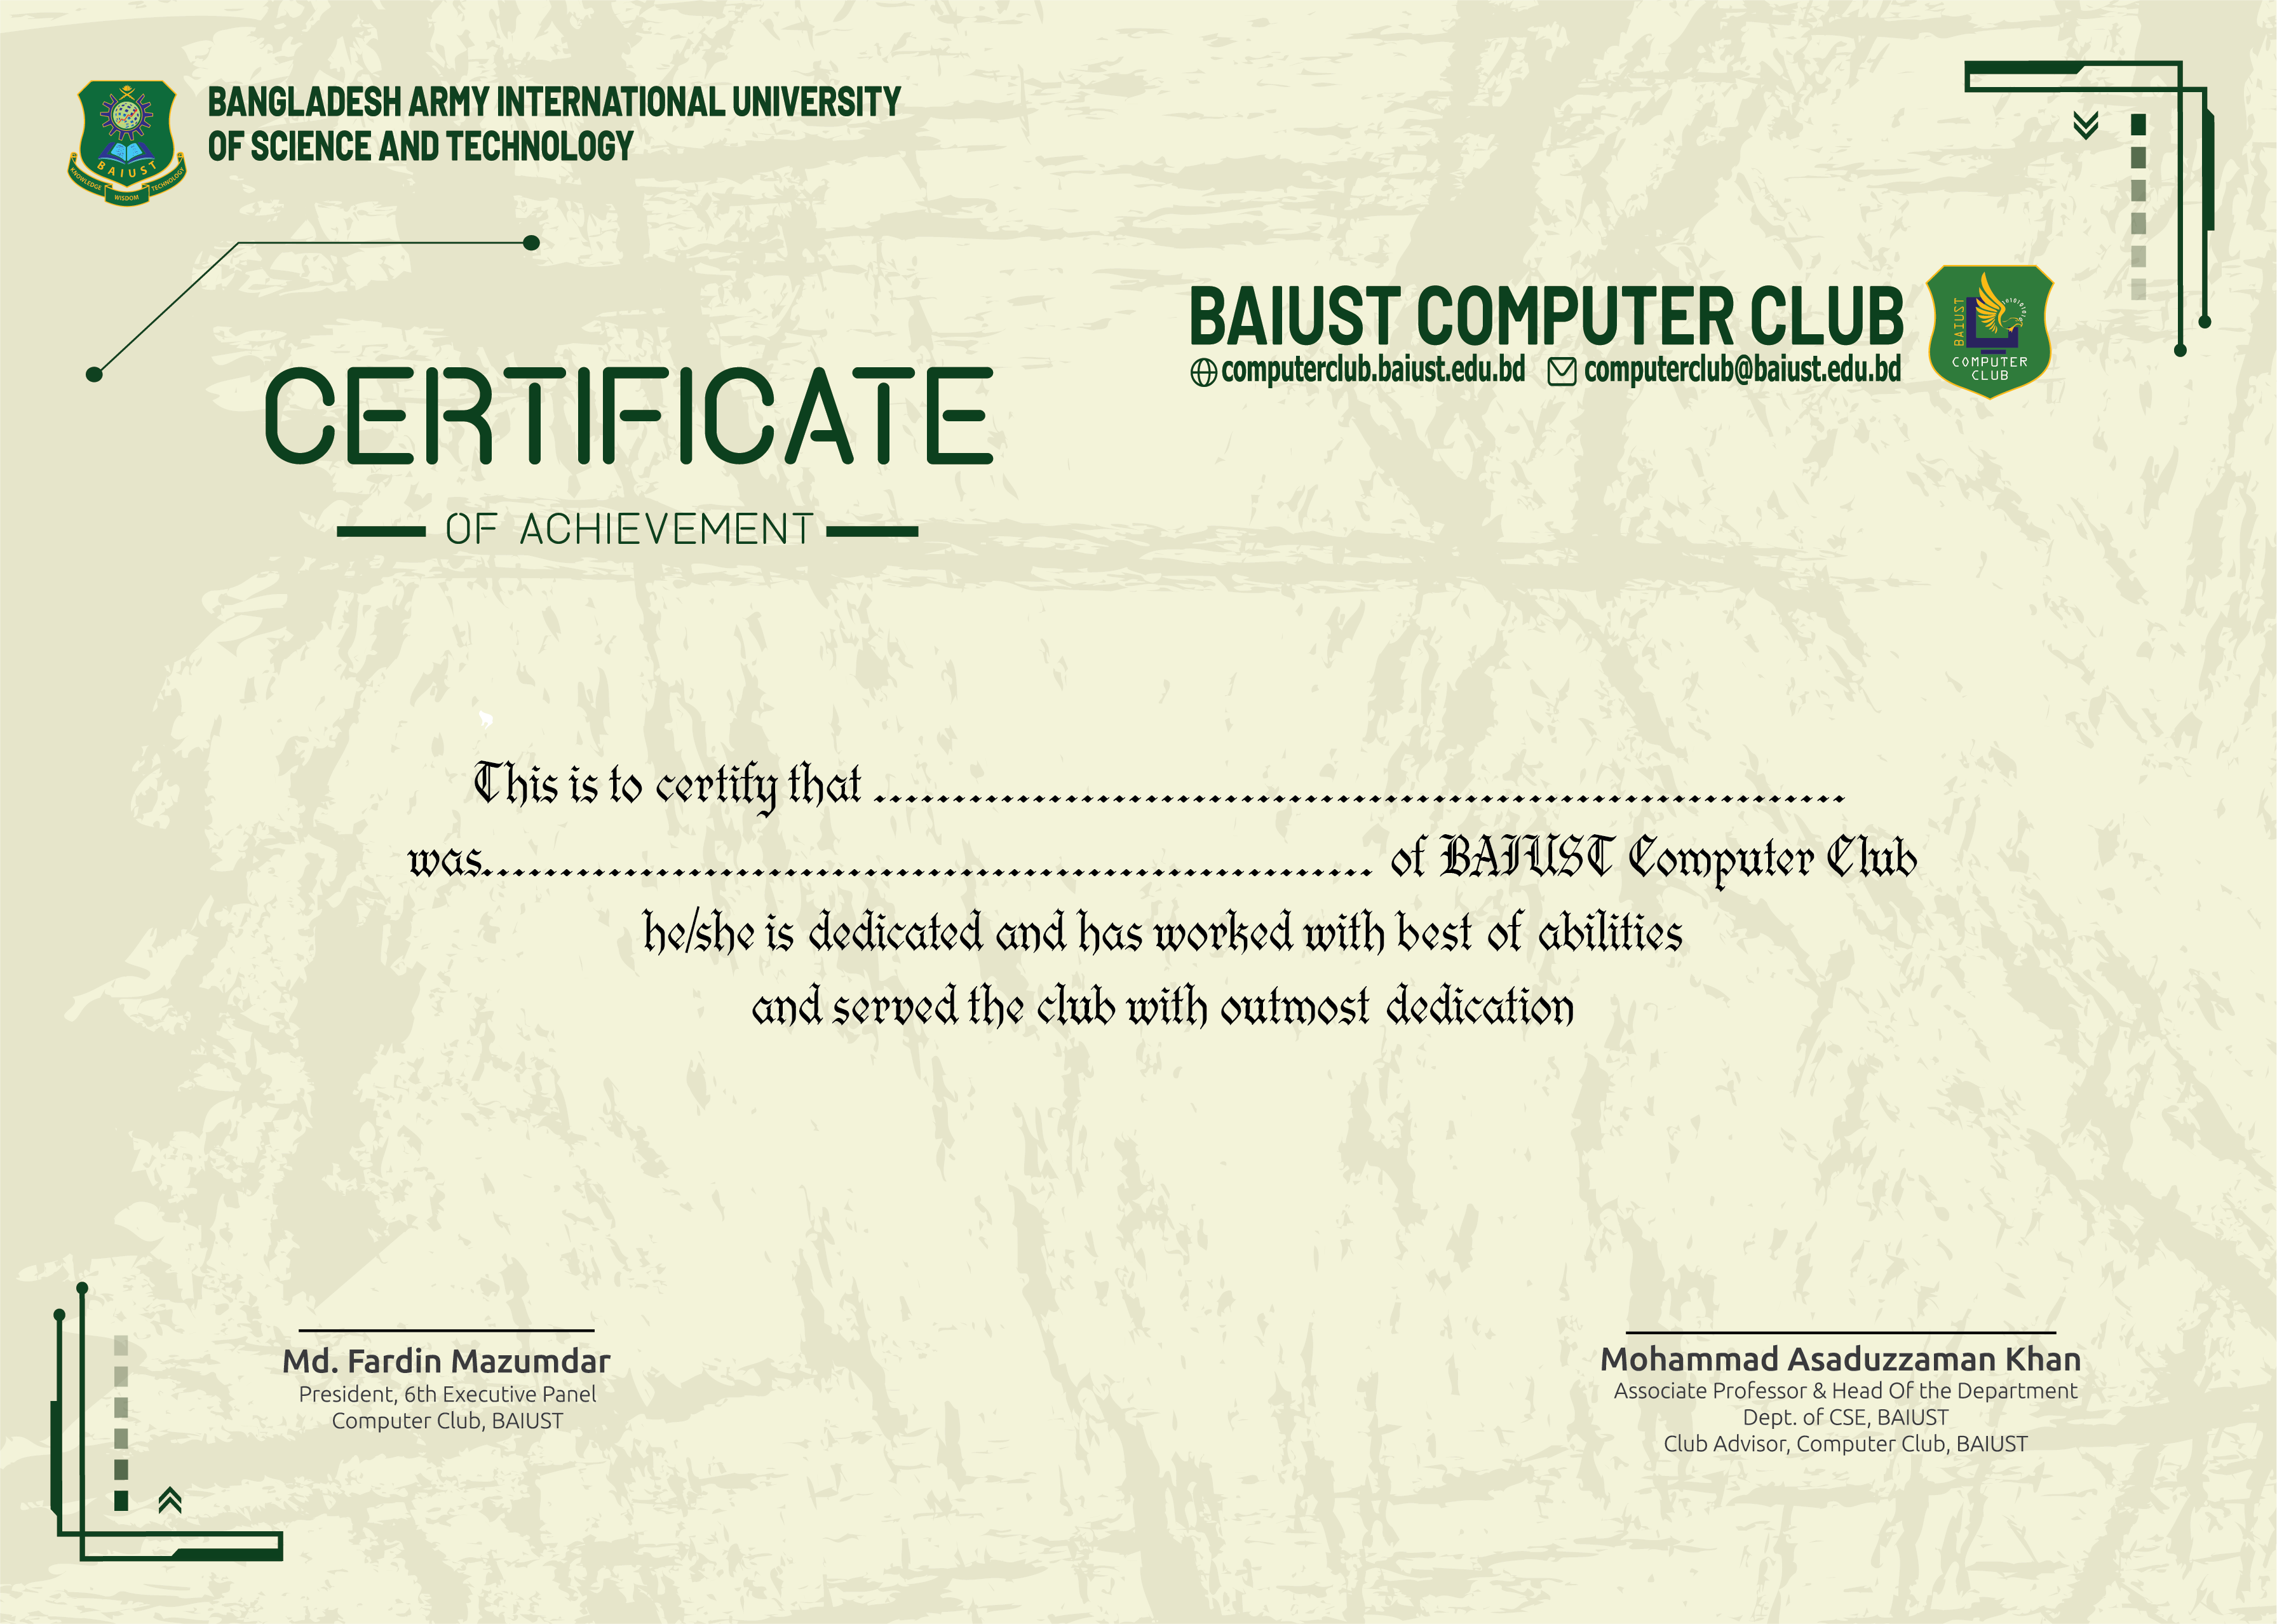 BANGLADESH ARMY INTERNATIONAL UNIVERSITY
OF SCIENCE AND TECHNOLOGY
BAIUST
KNOWLEDGE WISDOM TECHNOLOGY
BAIUST COMPUTER CLUB
computerclub.baiust.edu.bd computerclub@baiust.edu.bd
BAIUST
1010101
COMPUTER
CLUB
CERTIFICATE
OF ACHIEVEMENT
This is to certify that ..............................................................
was......................................................... of BAIUST Computer Club
he/she is dedicated and has worked with best of abilities
and served the club with outmost dedication
Md. Fardin Mazumdar
President, 6th Executive Panel
Computer Club, BAIUST
Mohammad Asaduzzaman Khan
Associate Professor & Head Of the Department
Dept. of CSE, BAIUST
Club Advisor, Computer Club, BAIUST